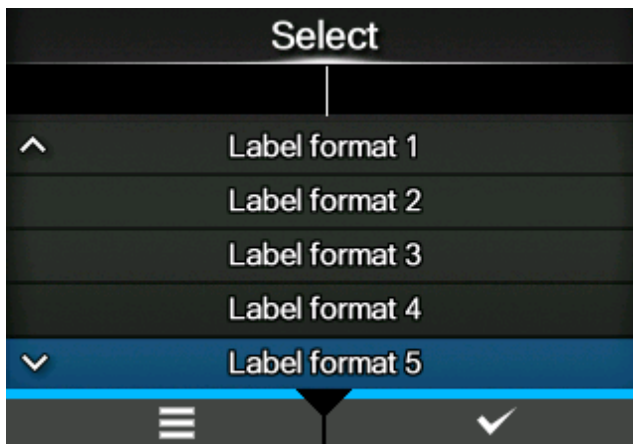 Select
Label format 1
Label format 2
Label format 3
Label format 4
Label format 5